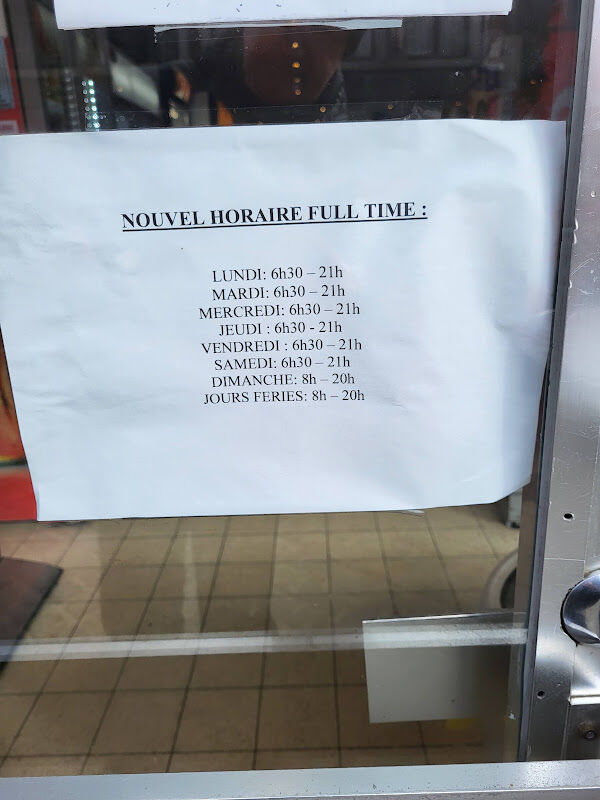 NOUVEL HORAIRE FULL TIME :
LUNDI: 6h30 – 21h
MARDI: 6h30 – 21h
MERCREDI: 6h30 – 21h
JEUDI : 6h30 - 21h
VENDREDI : 6h30 – 21h
SAMEDI: 6h30 – 21h
DIMANCHE: 8h – 20h
JOURS FERIES: 8h – 20h